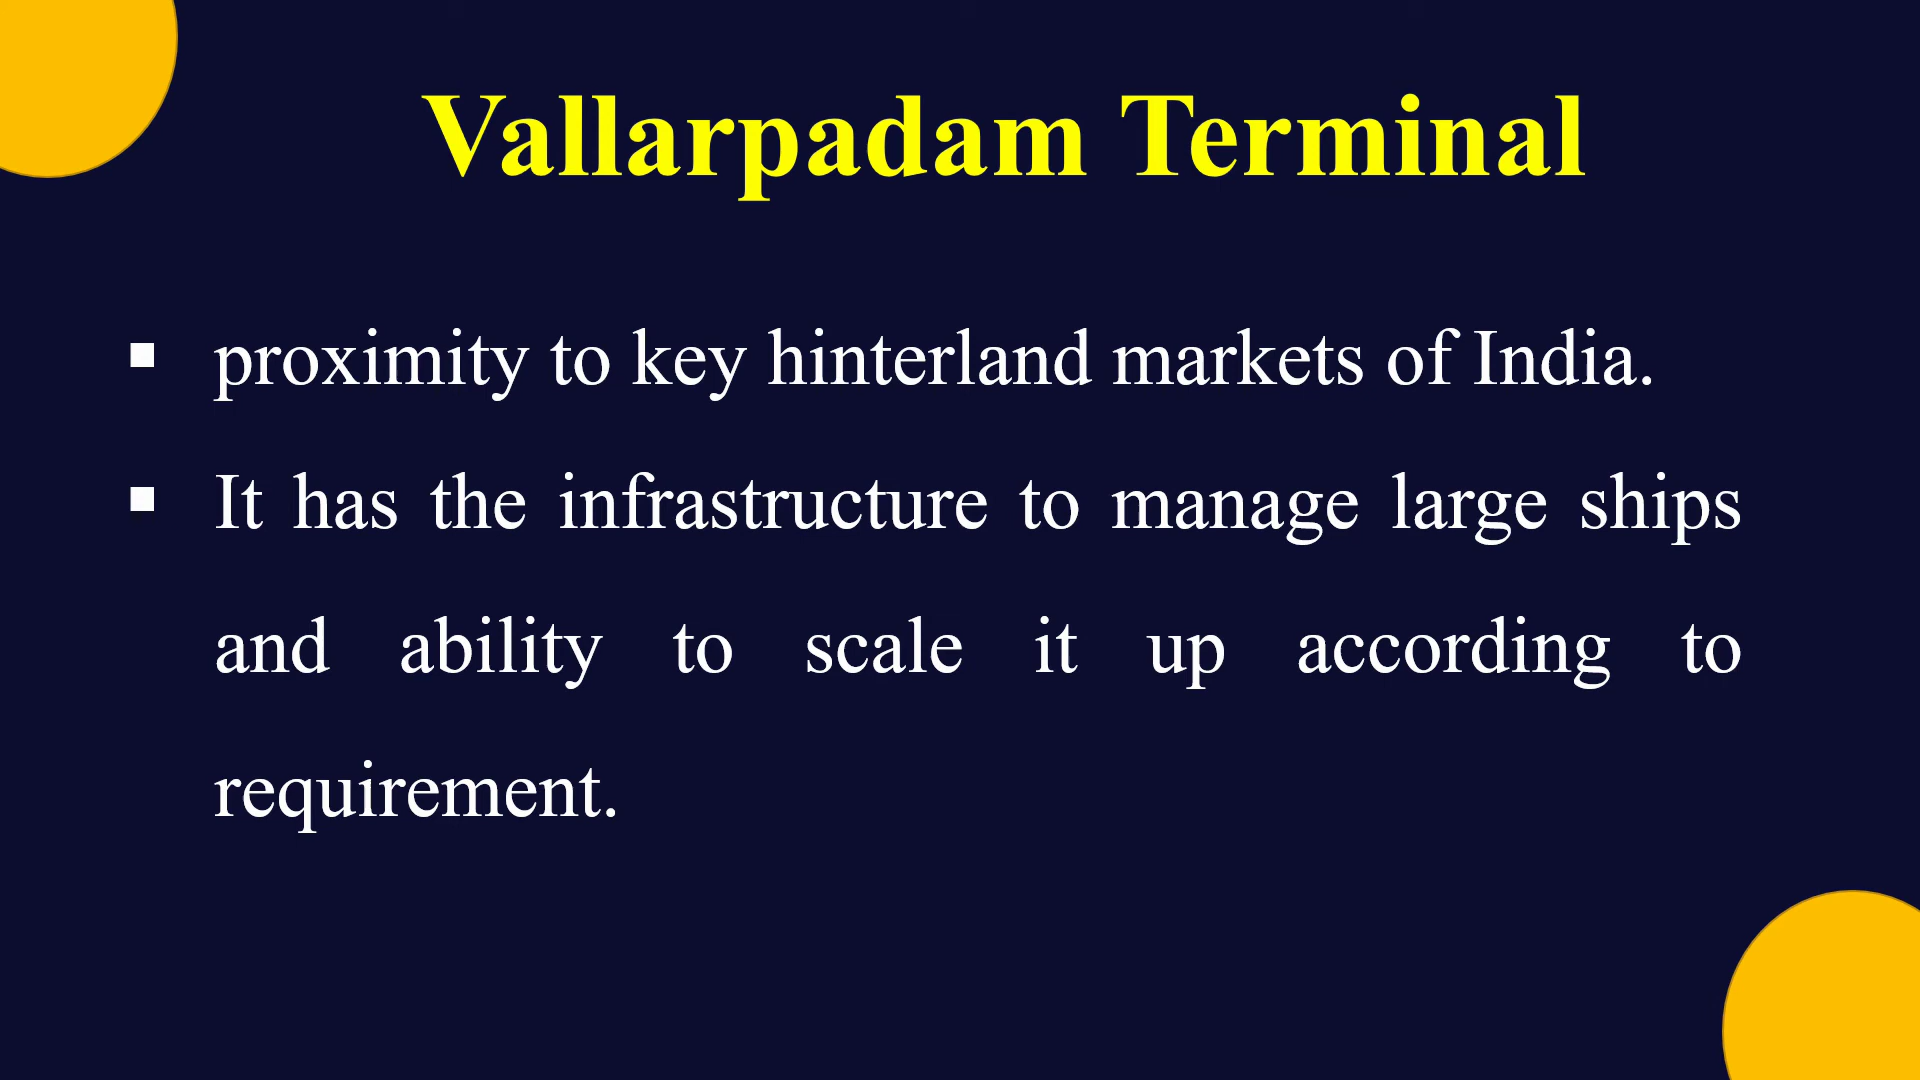 Vallarpadam Terminal
▪ proximity to key hinterland markets of India.
▪ It has the infrastructure to manage large ships
and ability to scale it up according to
requirement.